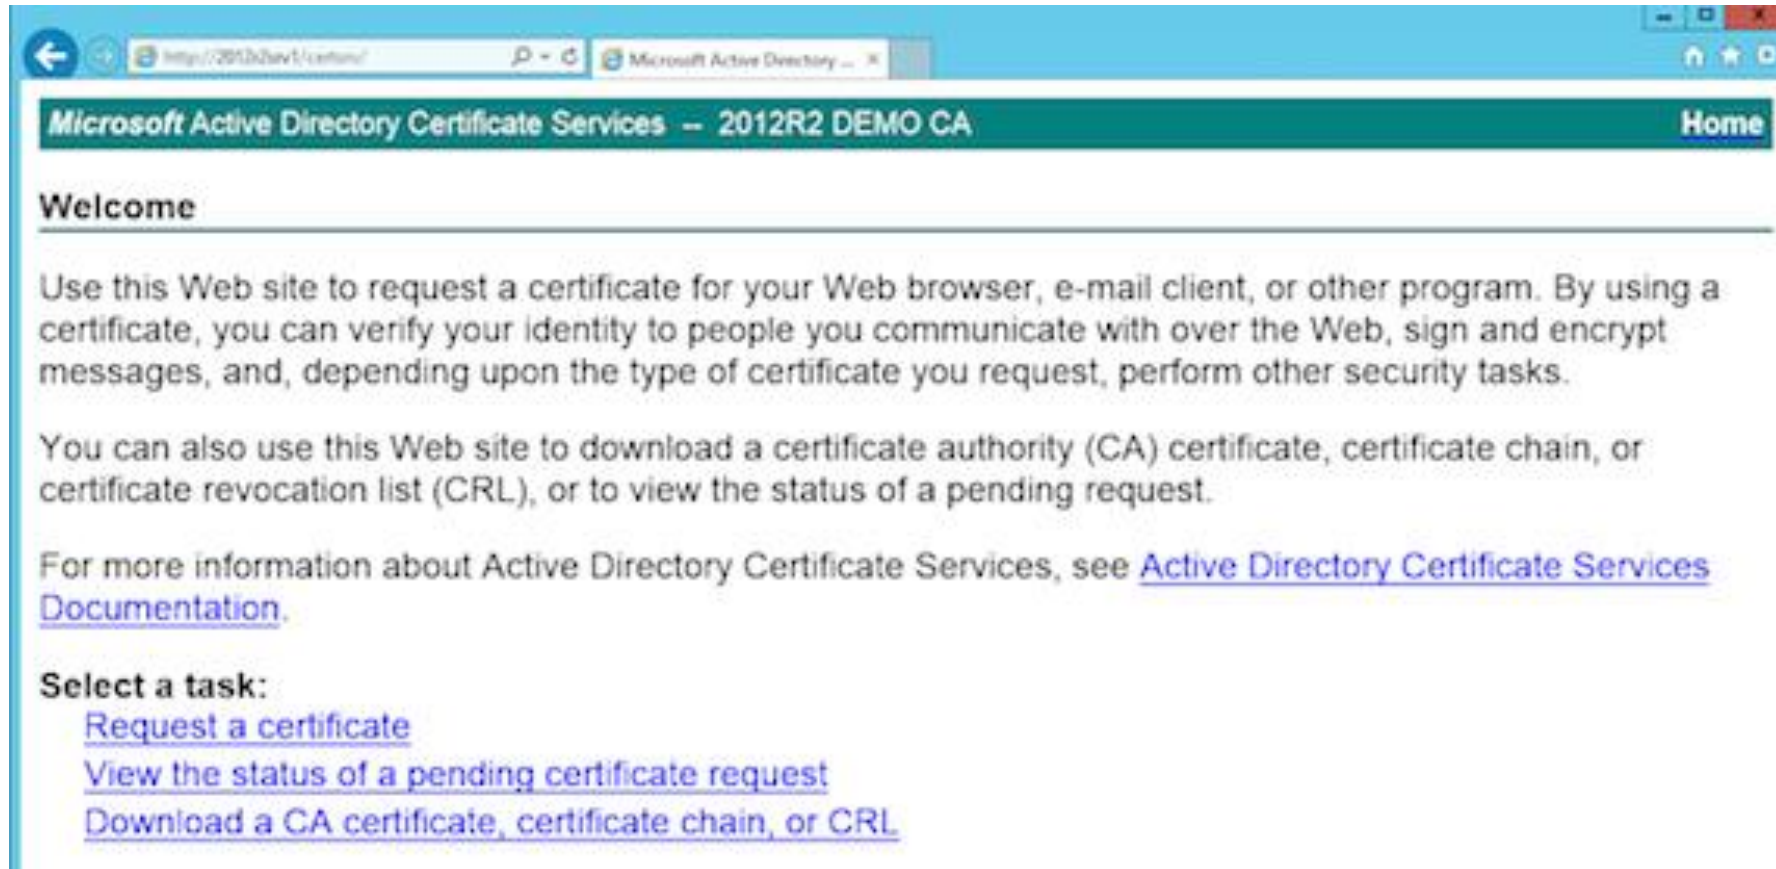 http://2012r2srv1/certsrv/
Microsoft Active Directory ...
Microsoft Active Directory Certificate Services -- 2012R2 DEMO CA Home
Welcome
Use this Web site to request a certificate for your Web browser, e-mail client, or other program. By using a
certificate, you can verify your identity to people you communicate with over the Web, sign and encrypt
messages, and, depending upon the type of certificate you request, perform other security tasks.
You can also use this Web site to download a certificate authority (CA) certificate, certificate chain, or
certificate revocation list (CRL), or to view the status of a pending request.
For more information about Active Directory Certificate Services, see Active Directory Certificate Services
Documentation.
Select a task:
Request a certificate
View the status of a pending certificate request
Download a CA certificate, certificate chain, or CRL